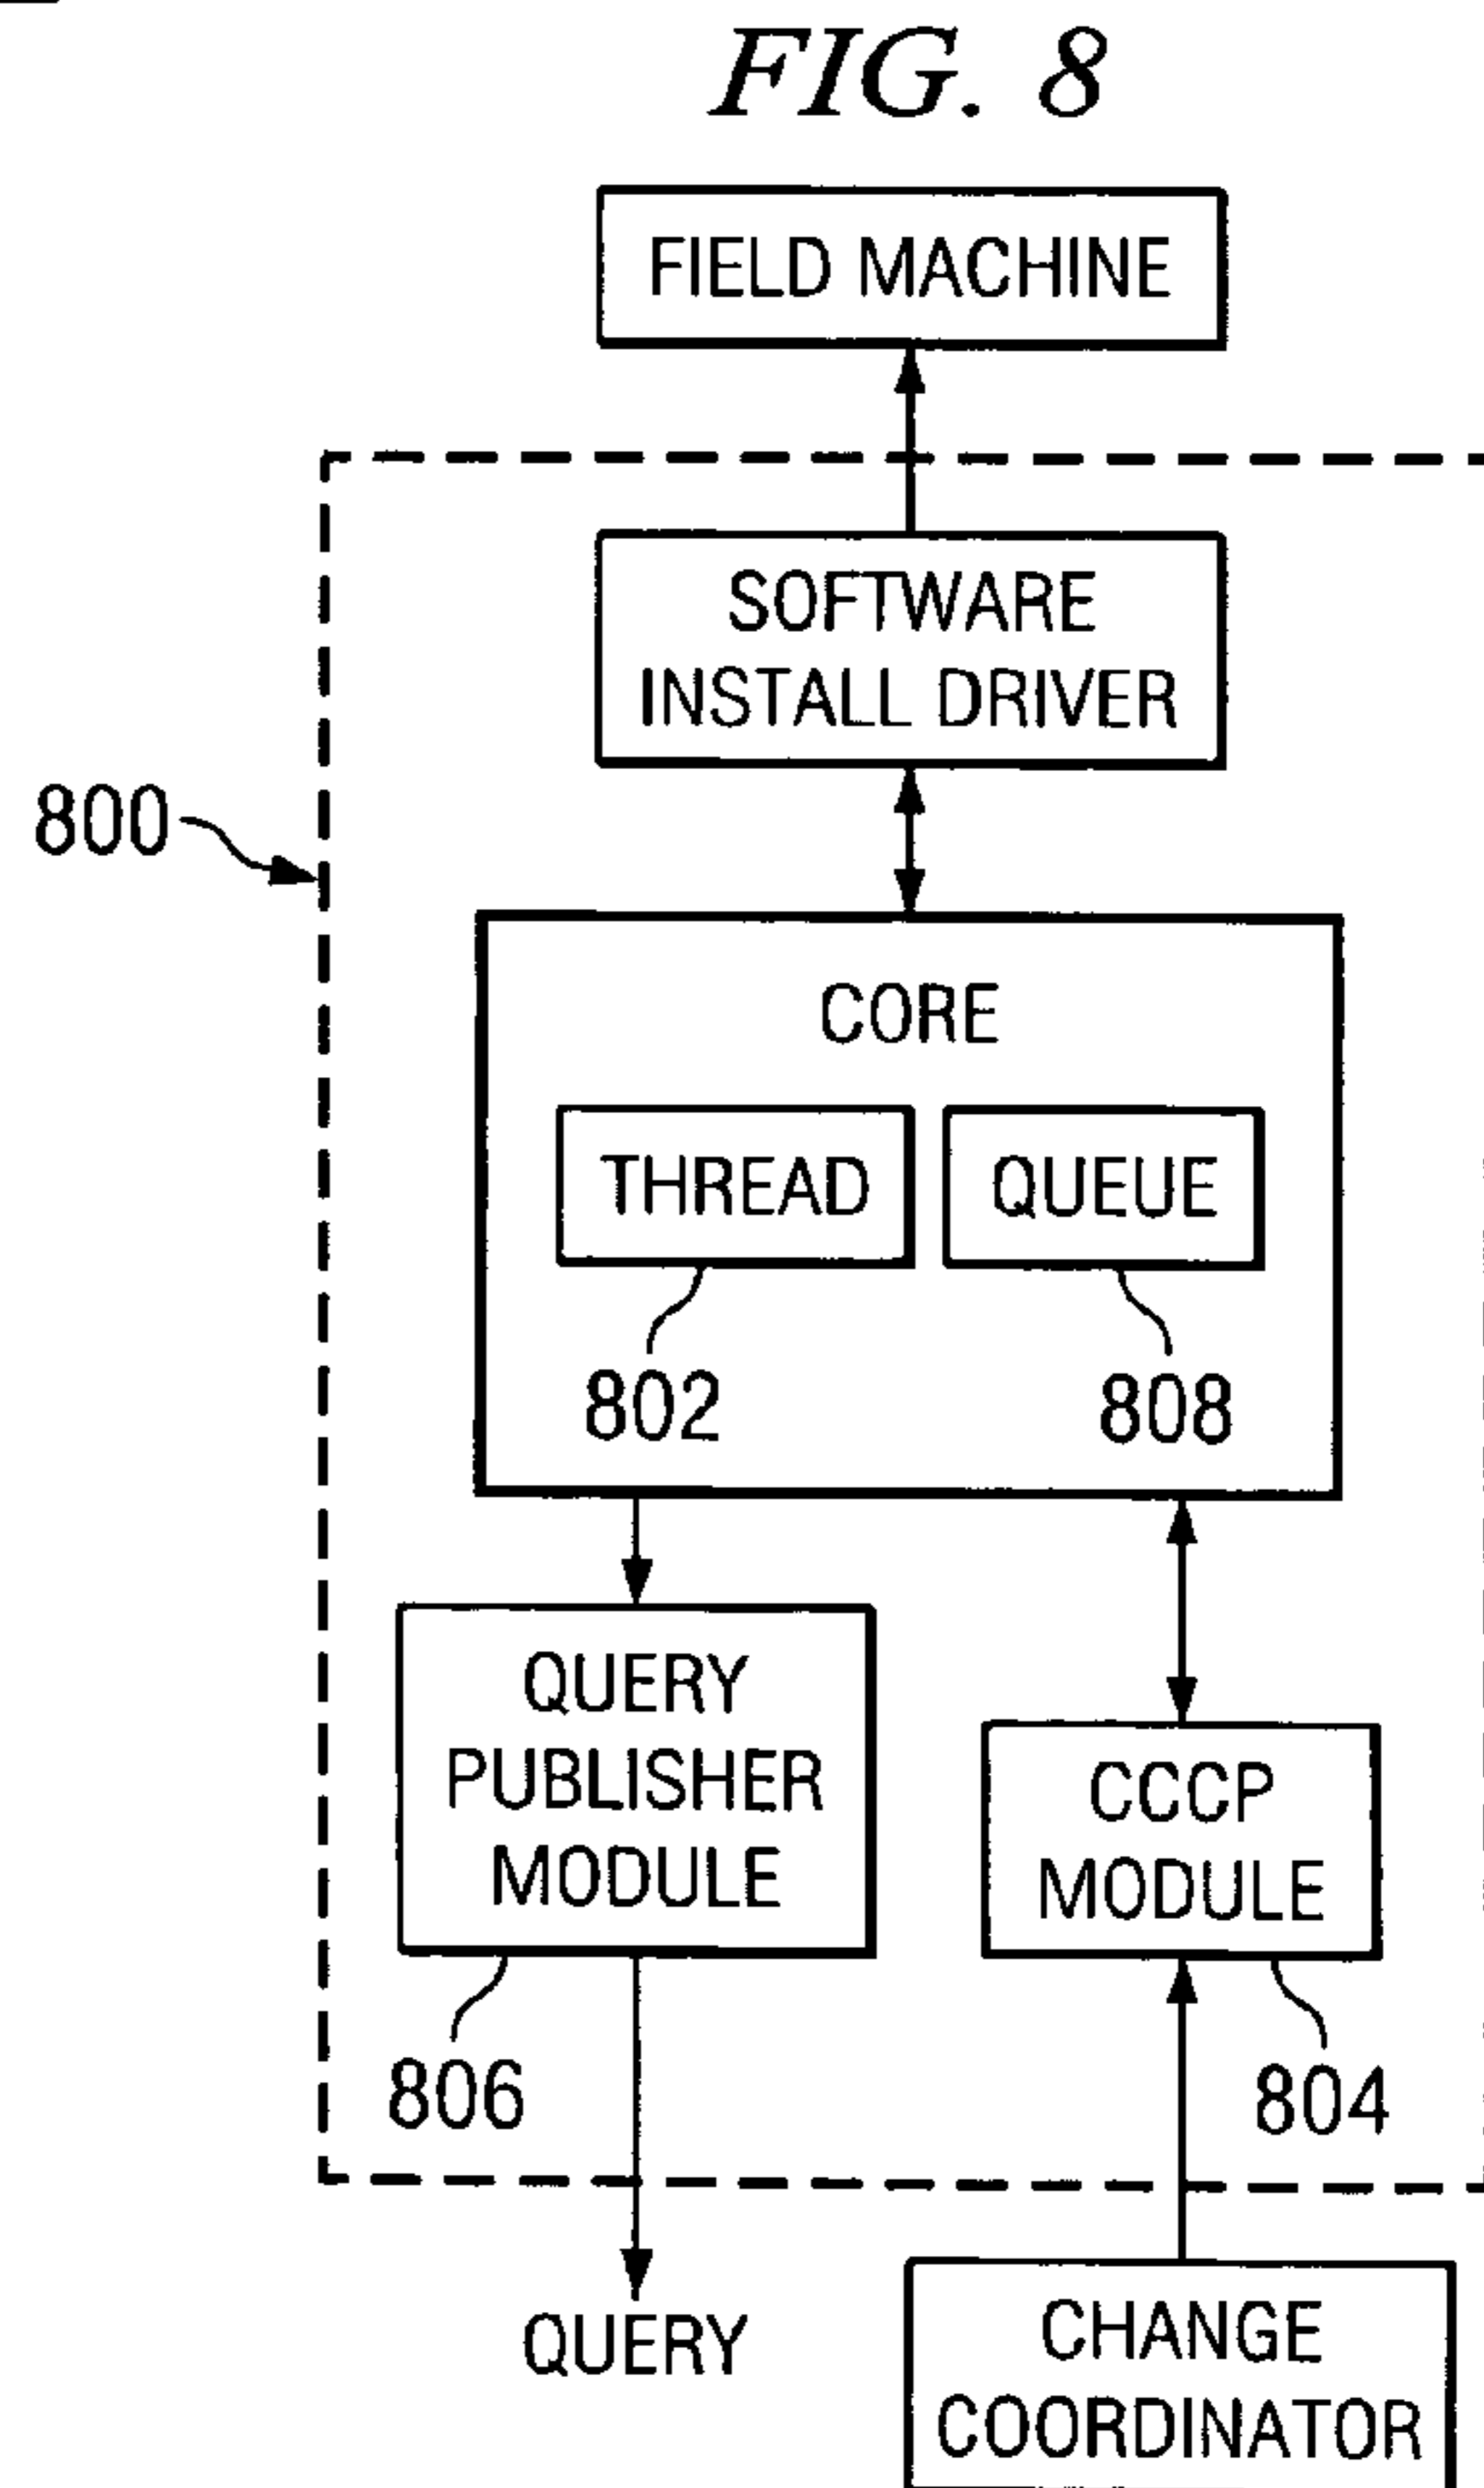 FIG. 8
FIELD MACHINE
SOFTWARE
INSTALL DRIVER
800
CORE
THREAD
QUEUE
802
808
QUERY
PUBLISHER
MODULE
CCCP
MODULE
806
804
QUERY
CHANGE
COORDINATOR